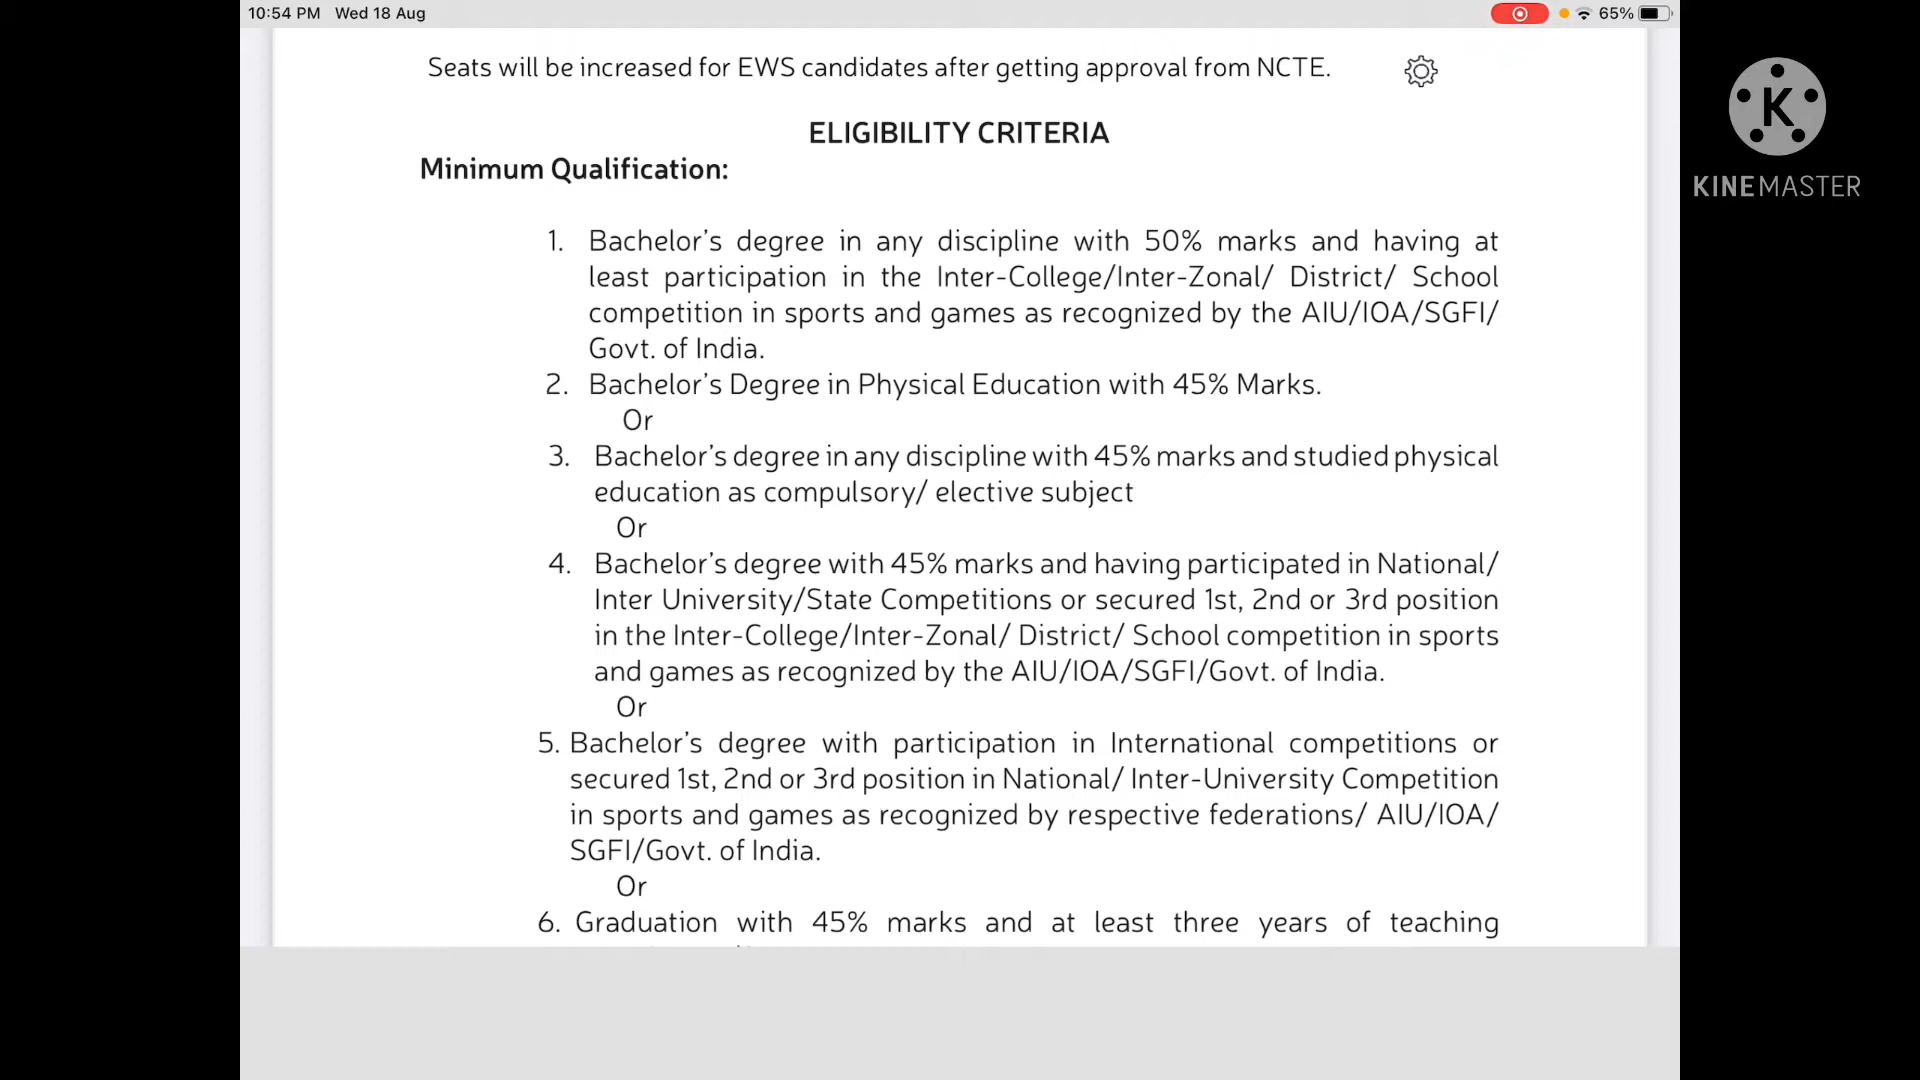 10:54 PM Wed 18 Aug
65%
Seats will be increased for EWS candidates after getting approval from NCTE.
K
KINEMASTER
ELIGIBILITY CRITERIA
Minimum Qualification:
1. Bachelor's degree in any discipline with 50% marks and having at
least participation in the Inter-College/Inter-Zonal/ District/ School
competition in sports and games as recognized by the AIU/IOA/SGFI/
Govt. of India.
2. Bachelor's Degree in Physical Education with 45% Marks.
Or
3. Bachelor's degree in any discipline with 45% marks and studied physical
education as compulsory/ elective subject
Or
4. Bachelor's degree with 45% marks and having participated in National/
Inter University/State Competitions or secured 1st, 2nd or 3rd position
in the Inter-College/Inter-Zonal/ District/ School competition in sports
and games as recognized by the AIU/IOA/SGFI/Govt. of India.
Or
5. Bachelor's degree with participation in International competitions or
secured 1st, 2nd or 3rd position in National/ Inter-University Competition
in sports and games as recognized by respective federations/ AIU/IOA/
SGFI/Govt. of India.
Or
6. Graduation with 45% marks and at least three years of teaching